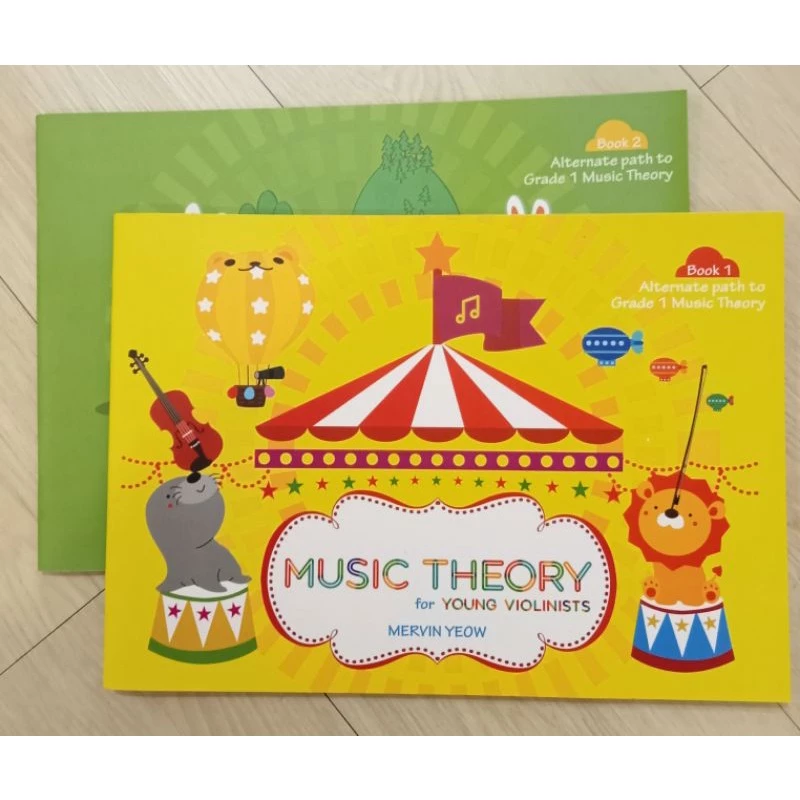 Book 2
Alternate path to
Grade 1 Music Theory
Book 1
Alternate path to
Grade 1 Music Theory
MUSIC THEORY
for YOUNG VIOLINISTS
MERVIN YEOW